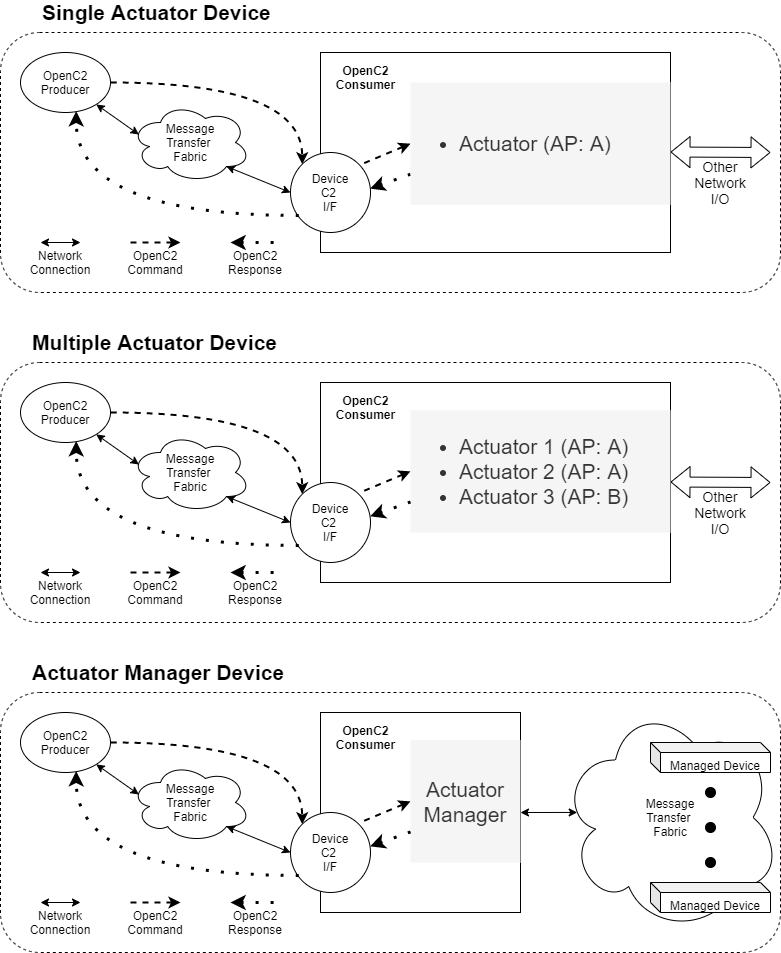 Single Actuator Device
OpenC2
Producer
Message
Transfer
Fabric
OpenC2
Consumer
Actuator (AP: A)
Device
C2
I/F
Other
Network
I/O
Network
Connection
OpenC2
Command
OpenC2
Response
Multiple Actuator Device
OpenC2
Producer
Message
Transfer
Fabric
OpenC2
Consumer
Actuator 1 (AP: A)
Actuator 2 (AP: A)
Actuator 3 (AP: B)
Device
C2
I/F
Other
Network
I/O
Network
Connection
OpenC2
Command
OpenC2
Response
Actuator Manager Device
OpenC2
Producer
Message
Transfer
Fabric
OpenC2
Consumer
Actuator
Manager
Device
C2
I/F
Managed Device
Message
Transfer
Fabric
Managed Device
Network
Connection
OpenC2
Command
OpenC2
Response